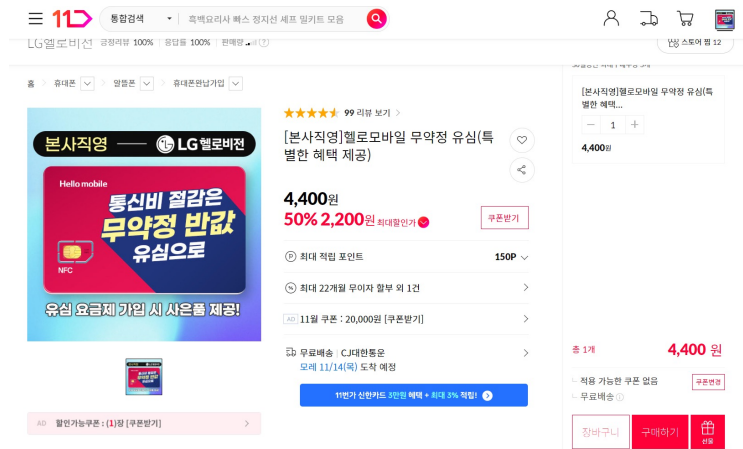 11
통합검색
흑백요리사 빠스 정지선 셰프 밀키트 모음
LG헬로비전 긍정리뷰 100% 응답률 100% 판매량
스토어 찜 12
홈 휴대폰 알뜰폰 휴대폰완납가입
본사직영 LG헬로비전
Hello mobile
통신비 절감은
무약정 반값
유심으로
NFC
유심 요금제 가입 시 사은품 제공!
AD 할인가능쿠폰 : (1)장 [쿠폰받기]
99 리뷰 보기
[본사직영]헬로모바일 무약정 유심(특
별한 혜택 제공)
4,400원
50% 2,200원 최대할인가
쿠폰받기
P 최대 적립 포인트 150P
% 최대 22개월 무이자 할부 외 1건
AD 11월 쿠폰 : 20,000원 [쿠폰받기]
무료배송 CJ대한통운
모레 11/14(목) 도착 예정
11번가 신한카드 3만원 혜택 + 최대 3% 적립!
[본사직영]헬로모바일 무약정 유심(특
별한 혜택...
1
4,400원
총 1개 4,400 원
적용 가능한 쿠폰 없음 쿠폰변경
무료배송
장바구니 구매하기 선물